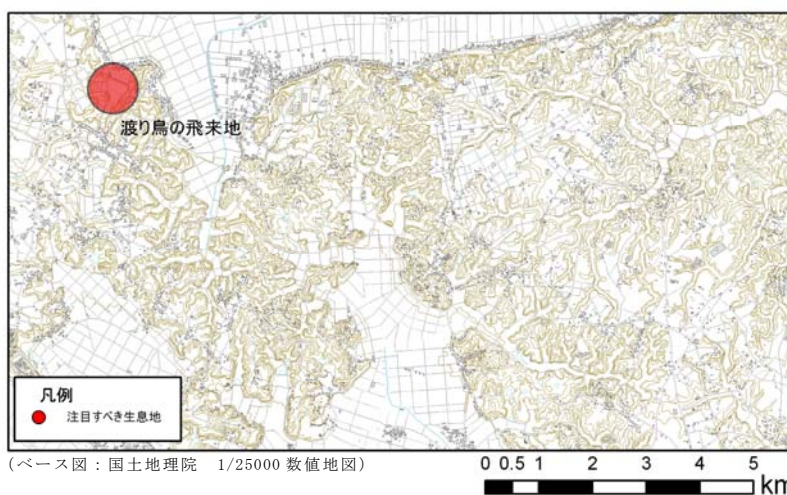 渡り鳥の飛来地
凡例
注目すべき生息地
(ベース図：国土地理院　1/25000 数値地図)
0 0.5 1 2 3 4 5
km